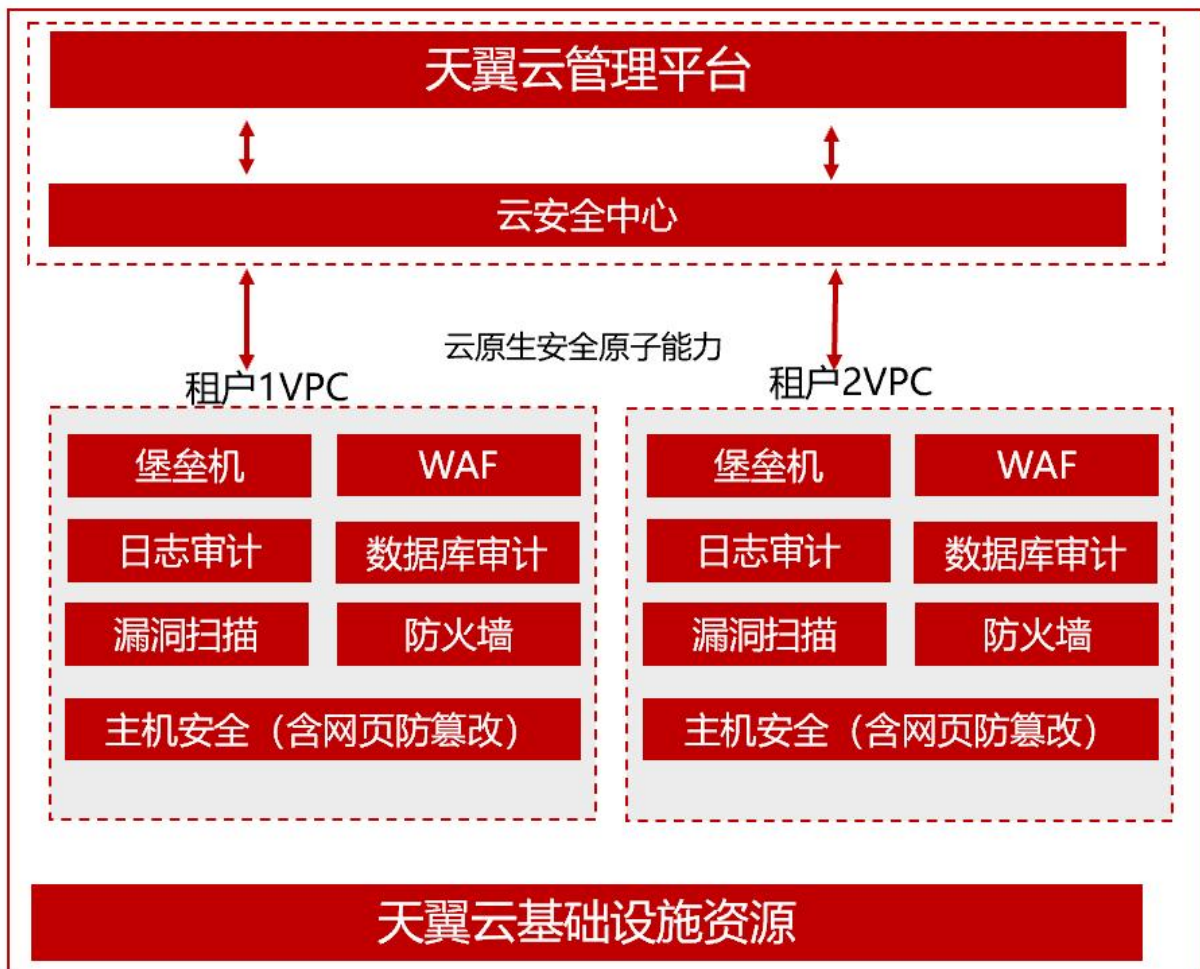 天翼云管理平台
云安全中心
云原生安全原子能力
租户1VPC
堡垒机
WAF
日志审计
数据库审计
漏洞扫描
防火墙
主机安全（含网页防篡改）
租户2VPC
堡垒机
WAF
日志审计
数据库审计
漏洞扫描
防火墙
主机安全（含网页防篡改）
天翼云基础设施资源